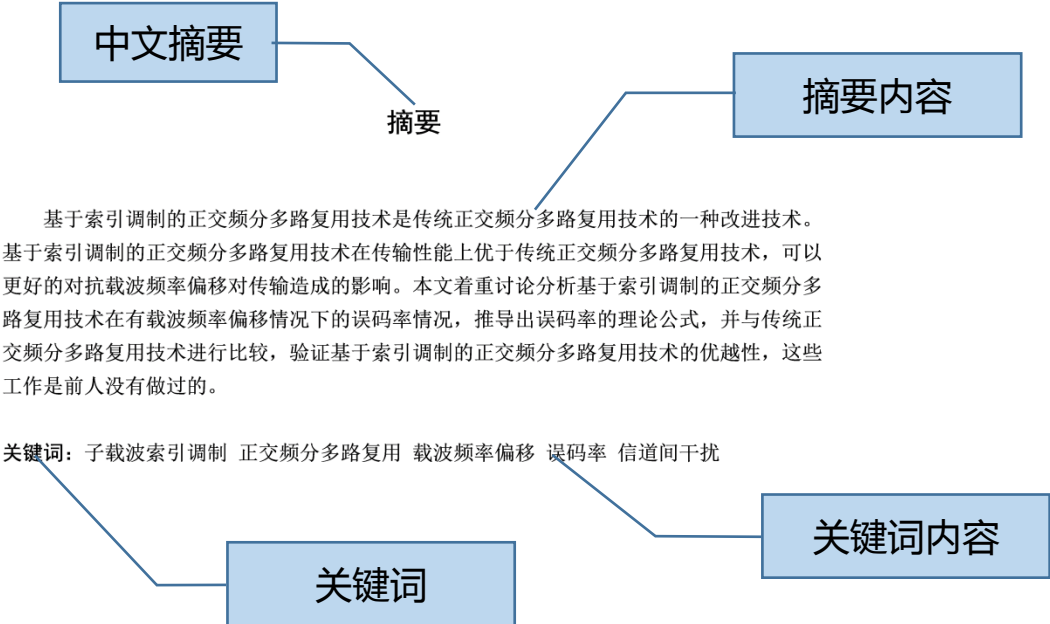 中文摘要
摘要内容
摘要
基于索引调制的正交频分多路复用技术是传统正交频分多路复用技术的一种改进技术。
基于索引调制的正交频分多路复用技术在传输性能上优于传统正交频分多路复用技术，可以
更好的对抗载波频率偏移对传输造成的影响。本文着重讨论分析基于索引调制的正交频分多
路复用技术在有载波频率偏移情况下的误码率情况，推导出误码率的理论公式，并与传统正
交频分多路复用技术进行比较，验证基于索引调制的正交频分多路复用技术的优越性，这些
工作是前人没有做过的。
关键词：子载波索引调制 正交频分多路复用 载波频率偏移 误码率 信道间干扰
关键词内容
关键词